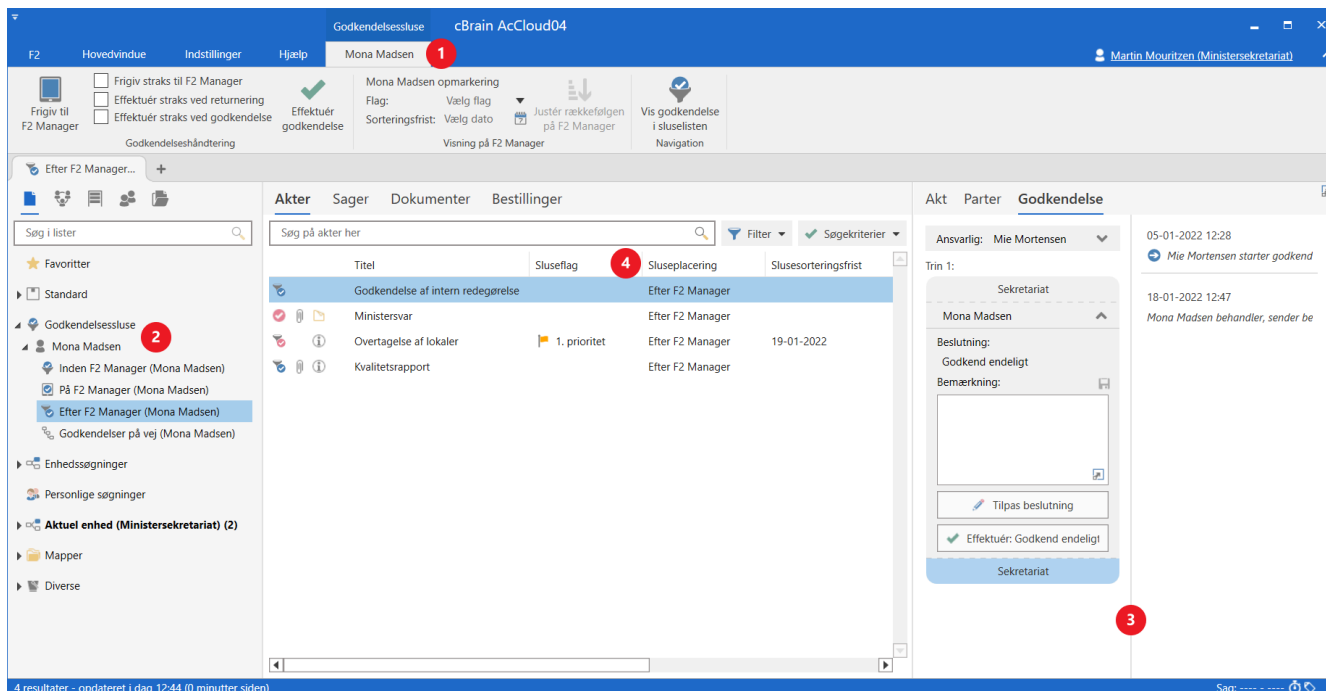 Godkendelsessluse
cBrain AcCloud04
F2
Hovedvindue
Indstillinger
Hjælp
Mona Madsen
1
Martin Mouritzen (Ministersekretariat)
Frigiv til
F2 Manager
Frigiv straks til F2 Manager
Effektuér straks ved returnering
Effektuér straks ved godkendelse
Effektuér
godkendelse
Godkendelseshåndtering
Mona Madsen opmarkering
Flag:
Vælg flag
Sorteringsfrist:
Vælg dato
7
Justér rækkefølgen
på F2 Manager
Visning på F2 Manager
Vis godkendelse
i sluselisten
Navigation
Efter F2 Manager...
+
Søg i lister
Favoritter
Standard
Godkendelsessluse
2
Mona Madsen
Inden F2 Manager (Mona Madsen)
På F2 Manager (Mona Madsen)
Efter F2 Manager (Mona Madsen)
Godkendelser på vej (Mona Madsen)
Enhedssøgninger
Personlige søgninger
Aktuel enhed (Ministersekretariat) (2)
Mapper
Diverse
Akter
Sager
Dokumenter
Bestillinger
Søg på akter her
Filter
Søgekriterier
Titel
Sluseflag
4
Sluseplacering
Slusesorteringsfrist
Godkendelse af intern redegørelse
Efter F2 Manager
Ministersvar
Efter F2 Manager
Overtagelse af lokaler
1. prioritet
Efter F2 Manager
19-01-2022
Kvalitetsrapport
Efter F2 Manager
Akt
Parter
Godkendelse
Ansvarlig: Mie Mortensen
Trin 1:
Sekretariat
Mona Madsen
Beslutning:
Godkend endeligt
Bemærkning:
Tilpas beslutning
Effektuér: Godkend endeligt
Sekretariat
05-01-2022 12:28
Mie Mortensen starter godkend
18-01-2022 12:47
Mona Madsen behandler, sender be
3
4 resultater - opdateret i dag 12:44 (0 minutter siden)
Sag: ---- - ----